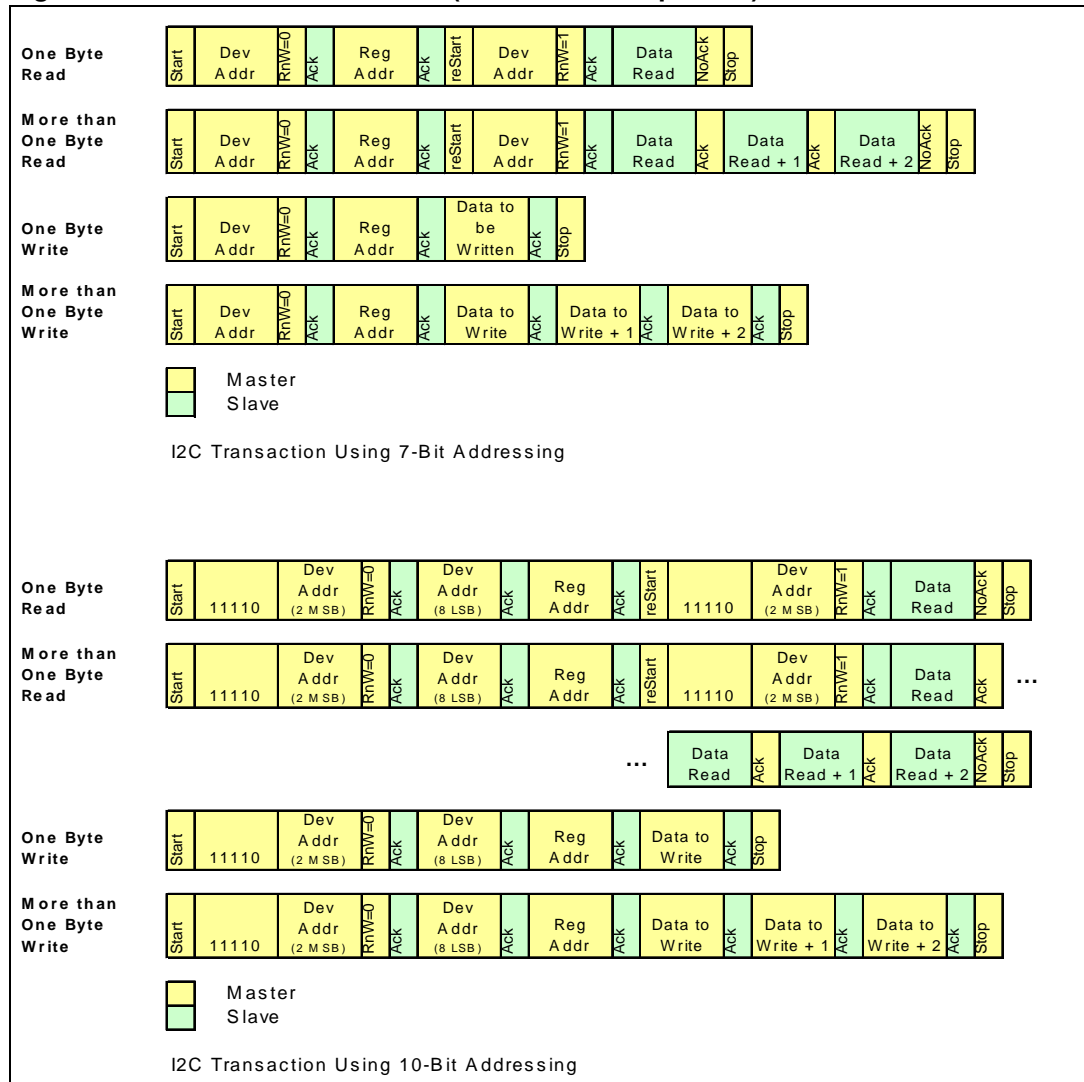 One Byte
Read
Start
Dev
Addr
RnW=0
Ack
Reg
Addr
Ack
reStart
Dev
Addr
RnW=1
Ack
Data
Read
NoAck
Stop
More than
One Byte
Read
Start
Dev
Addr
RnW=0
Ack
Reg
Addr
Ack
reStart
Dev
Addr
RnW=1
Ack
Data
Read
Ack
Data
Read + 1
Ack
Data
Read + 2
NoAck
Stop
One Byte
Write
Start
Dev
Addr
RnW=0
Ack
Reg
Addr
Ack
Data to
be
Written
Ack
Stop
More than
One Byte
Write
Start
Dev
Addr
RnW=0
Ack
Reg
Addr
Ack
Data to
Write
Ack
Data to
Write + 1
Ack
Data to
Write + 2
Ack
Stop
Master
Slave
I2C Transaction Using 7-Bit Addressing
One Byte
Read
Start
11110
Dev
Addr
(2 MSB)
RnW=0
Ack
Dev
Addr
(8 LSB)
Ack
Reg
Addr
Ack
reStart
11110
Dev
Addr
(2 MSB)
RnW=1
Ack
Data
Read
NoAck
Stop
More than
One Byte
Read
Start
11110
Dev
Addr
(2 MSB)
RnW=0
Ack
Dev
Addr
(8 LSB)
Ack
Reg
Addr
Ack
reStart
11110
Dev
Addr
(2 MSB)
RnW=1
Ack
Data
Read
Ack
...
...
Data
Read
Ack
Data
Read + 1
Ack
Data
Read + 2
NoAck
Stop
One Byte
Write
Start
11110
Dev
Addr
(2 MSB)
RnW=0
Ack
Dev
Addr
(8 LSB)
Ack
Reg
Addr
Ack
Data to
Write
Ack
Stop
More than
One Byte
Write
Start
11110
Dev
Addr
(2 MSB)
RnW=0
Ack
Dev
Addr
(8 LSB)
Ack
Reg
Addr
Ack
Data to
Write
Ack
Data to
Write + 1
Ack
Data to
Write + 2
Ack
Stop
Master
Slave
I2C Transaction Using 10-Bit Addressing